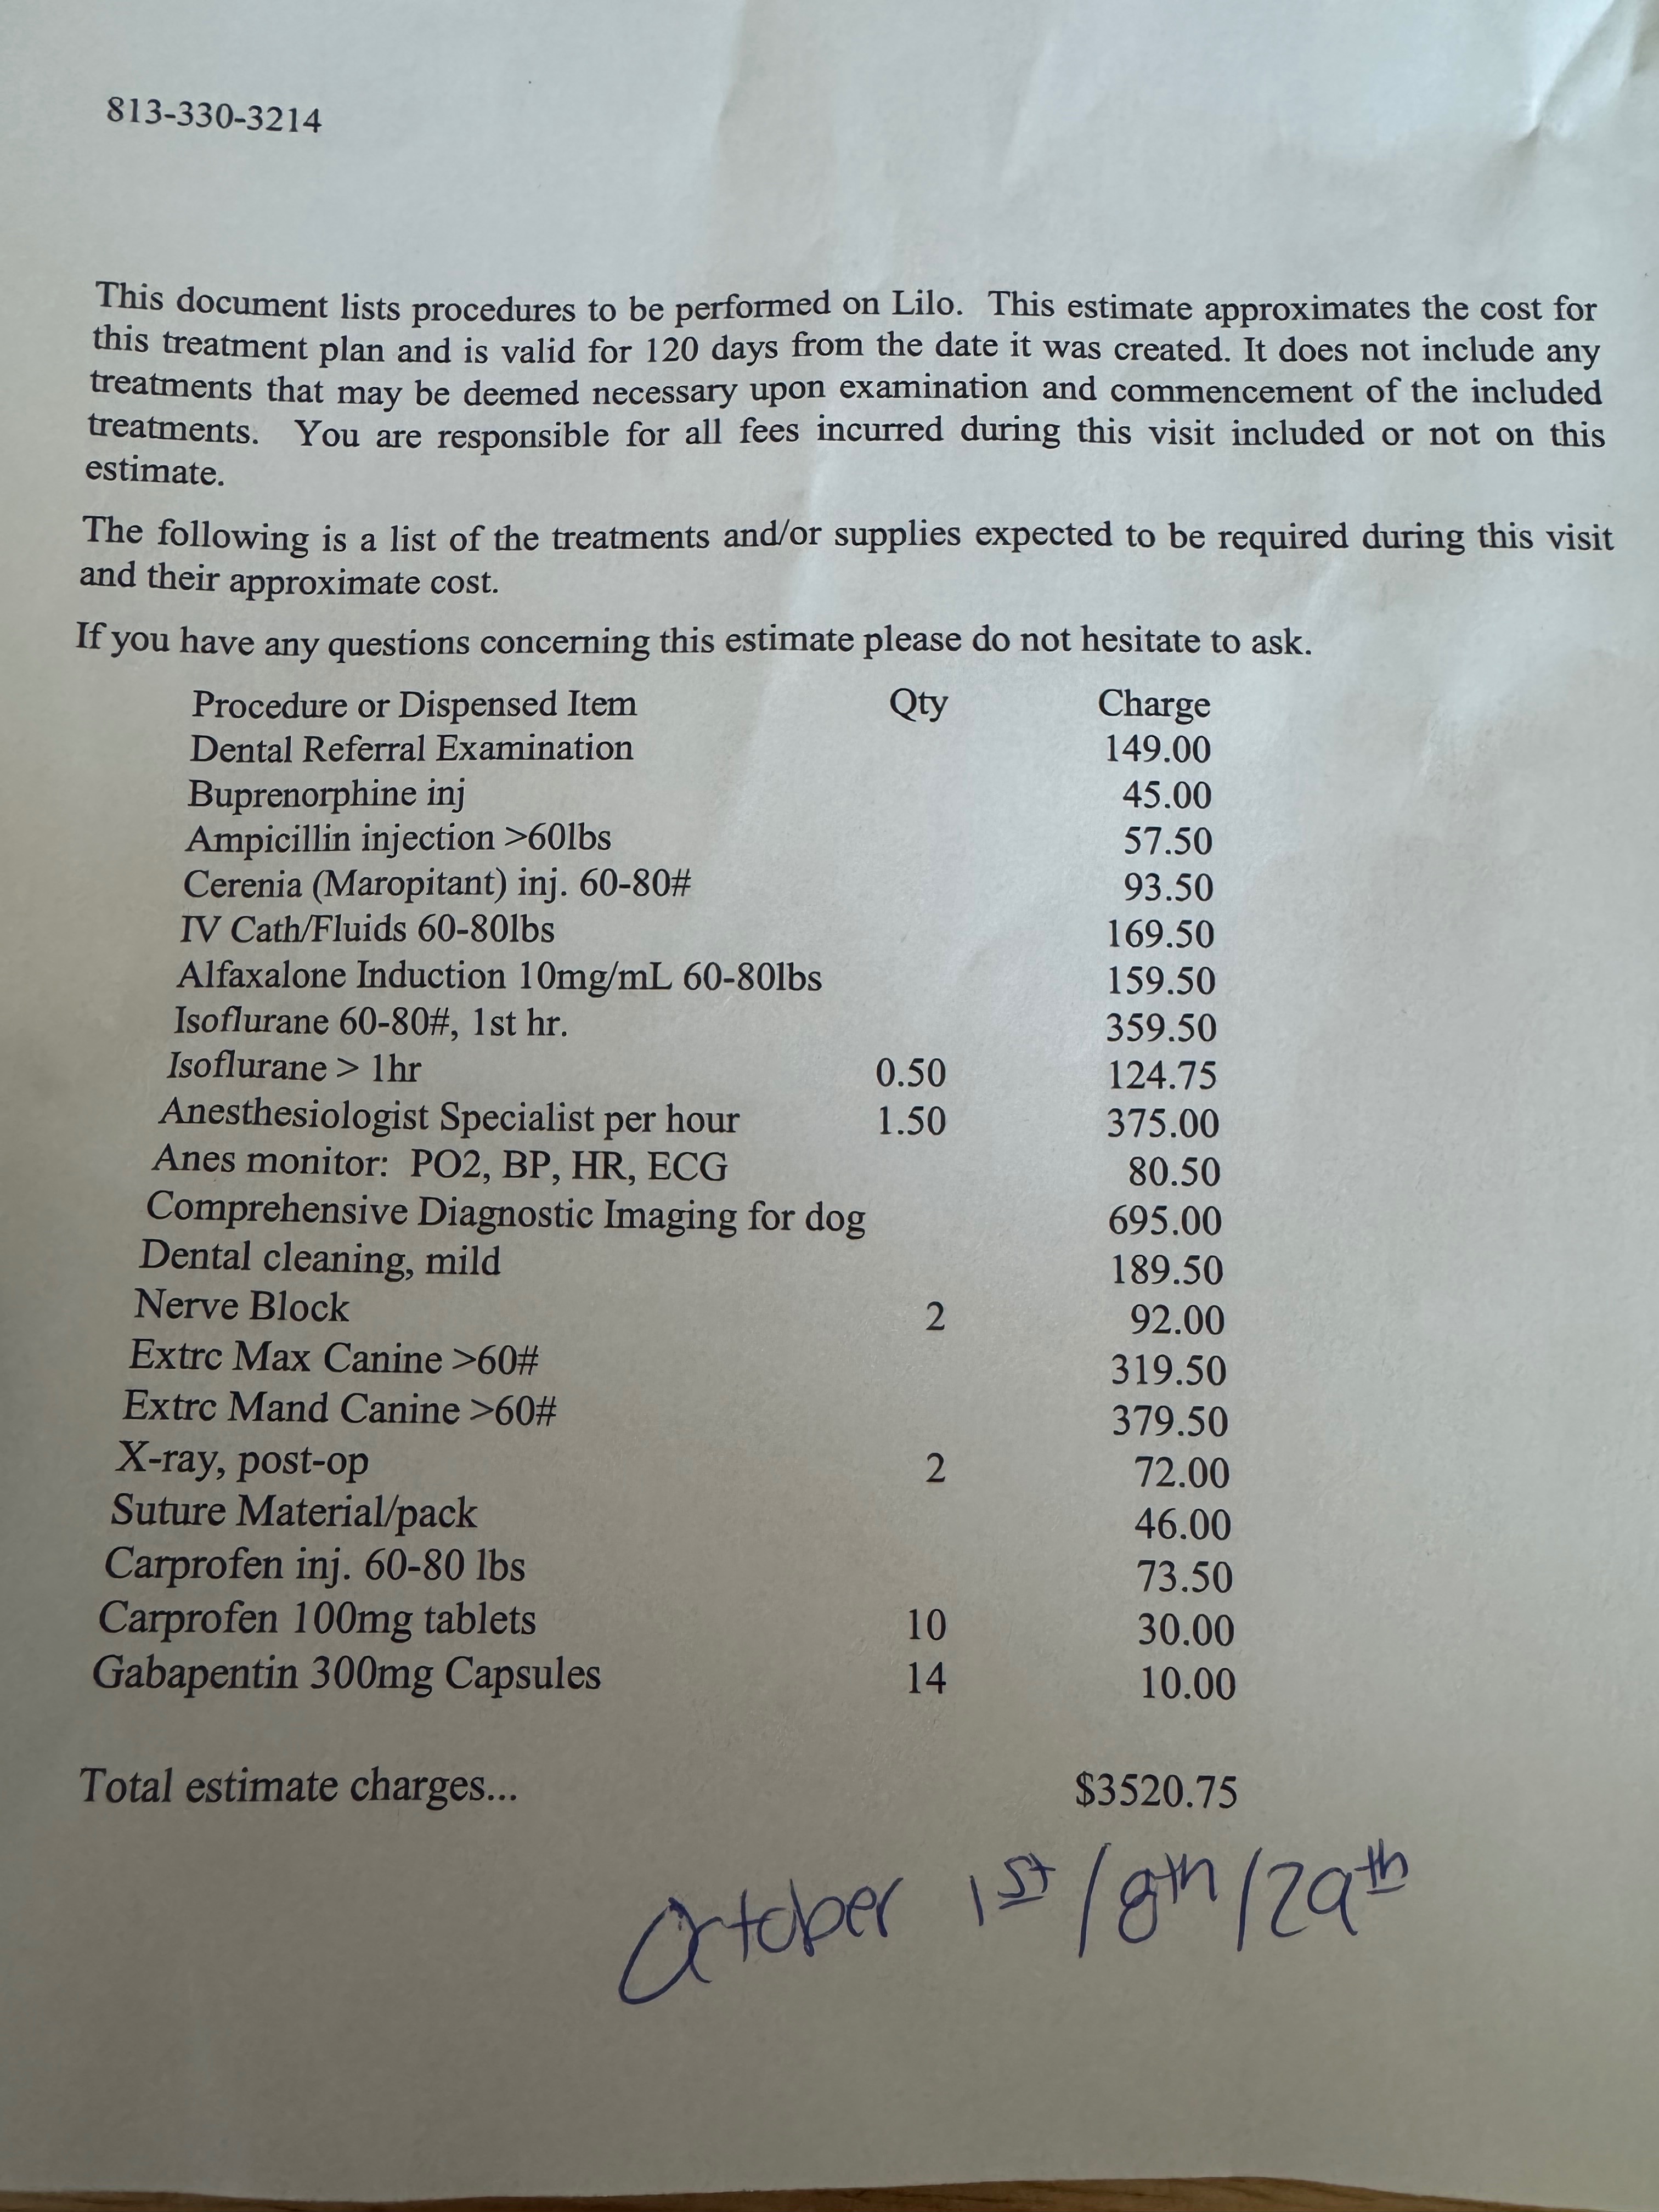 813-330-3214
This document lists procedures to be performed on Lilo. This estimate approximates the cost for
this treatment plan and is valid for 120 days from the date it was created. It does not include any
treatments that may be deemed necessary upon examination and commencement of the included
treatments. You are responsible for all fees incurred during this visit included or not on this
estimate.
The following is a list of the treatments and/or supplies expected to be required during this visit
and their approximate cost.
If you have any questions concerning this estimate please do not hesitate to ask.
Procedure or Dispensed Item Qty Charge
Dental Referral Examination 149.00
Buprenorphine inj 45.00
Ampicillin injection >60lbs 57.50
Cerenia (Maropitant) inj. 60-80# 93.50
IV Cath/Fluids 60-80lbs 169.50
Alfaxalone Induction 10mg/mL 60-80lbs 159.50
Isoflurane 60-80#, 1st hr. 359.50
Isoflurane > 1hr 0.50 124.75
Anesthesiologist Specialist per hour 1.50 375.00
Anes monitor: PO2, BP, HR, ECG 80.50
Comprehensive Diagnostic Imaging for dog 695.00
Dental cleaning, mild 189.50
Nerve Block 2 92.00
Extrc Max Canine >60# 319.50
Extrc Mand Canine >60# 379.50
X-ray, post-op 2 72.00
Suture Material/pack 46.00
Carprofen inj. 60-80 lbs 73.50
Carprofen 100mg tablets 10 30.00
Gabapentin 300mg Capsules 14 10.00
Total estimate charges... $3520.75
October 1st / 8th / 29th